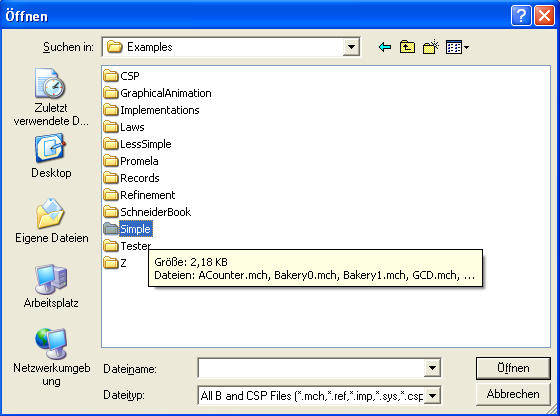 Öffnen
Suchen in:
Examples
Zuletzt
verwendete D...
Desktop
Eigene Dateien
Arbeitsplatz
Netzwerkumgeb
ung
CSP
GraphicalAnimation
Implementations
Laws
LessSimple
Promela
Records
Refinement
SchneiderBook
Simple
Tester
Z
Größe: 2,18 KB
Dateien: ACounter.mch, Bakery0.mch, Bakery1.mch, GCD.mch, ...
Dateiname:
Öffnen
Dateityp:
All B and CSP Files (*.mch,*.ref,*.imp,*.sys,*.csp
Abbrechen